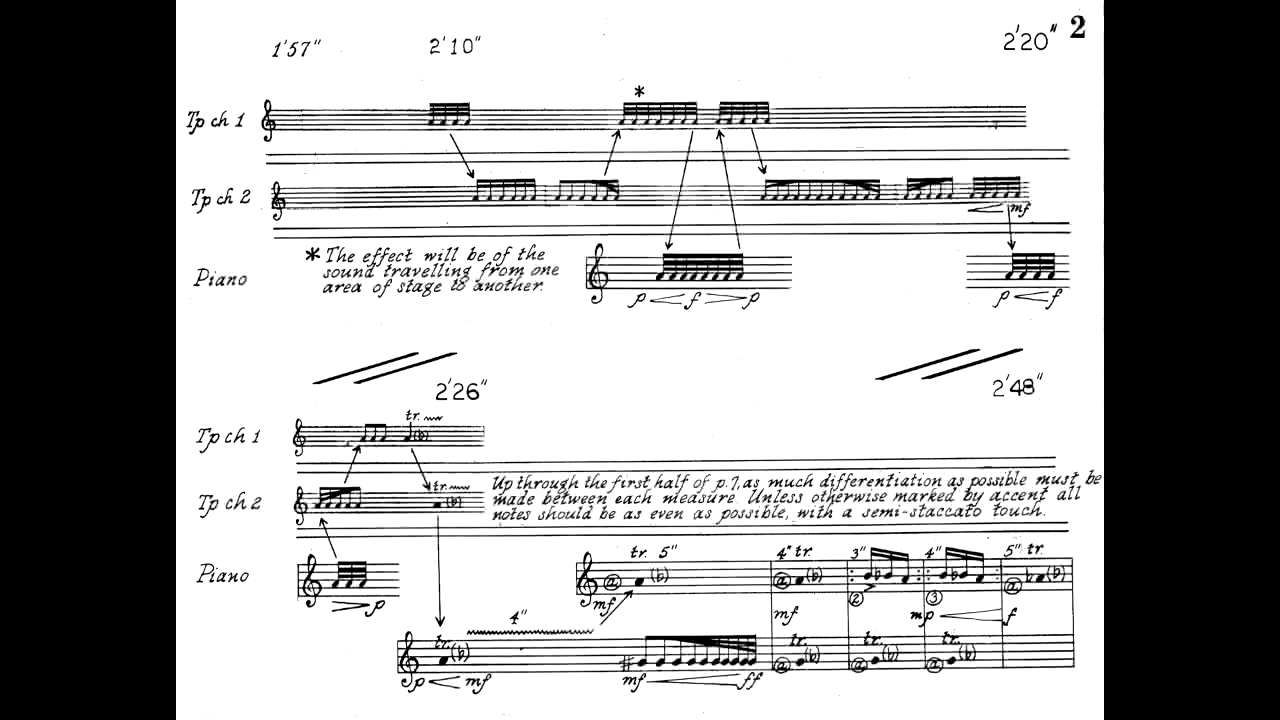 1'57" 2'10" 2'20" 2
*
Tp ch 1
Tp ch 2
mf
* The effect will be of the
sound travelling from one
area of stage to another.
Piano
p f p p f
2'26" 2'48"
tr.
Tp ch 1 (b)
tr.
Tp ch 2 (b)
Up through the first half of p. 7, as much differentiation as possible must be
made between each measure. Unless otherwise marked by accent all
notes should be as even as possible, with a semi-staccato touch.
tr. 5" 4" tr. 3" 4" 5" tr.
Piano a (b) a (b) a (b)
2 3
p mf mf mp f
4"
tr. (b) tr. tr. tr.
a (b) a (b) a (b)
p mf mf ff